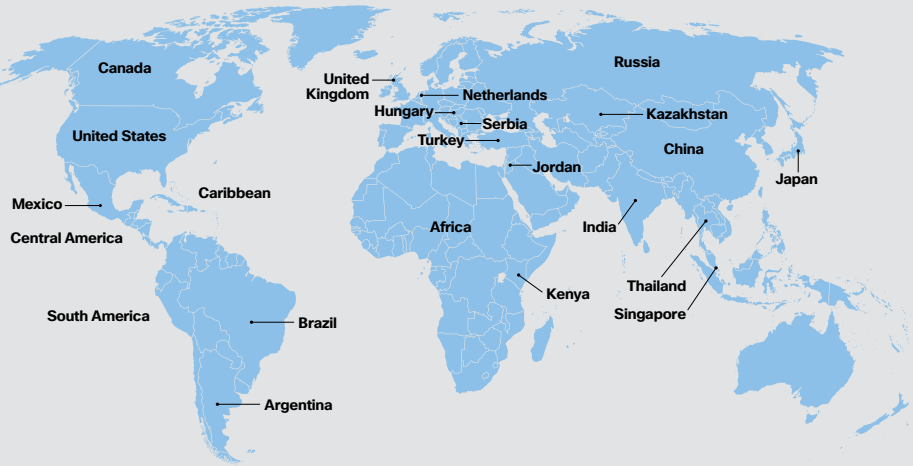 Canada
Russia
United
Kingdom
Netherlands
Hungary
Kazakhstan
Serbia
United States
Turkey
China
Jordan
Japan
Caribbean
Mexico
Africa
India
Central America
Thailand
Kenya
Singapore
South America
Brazil
Argentina